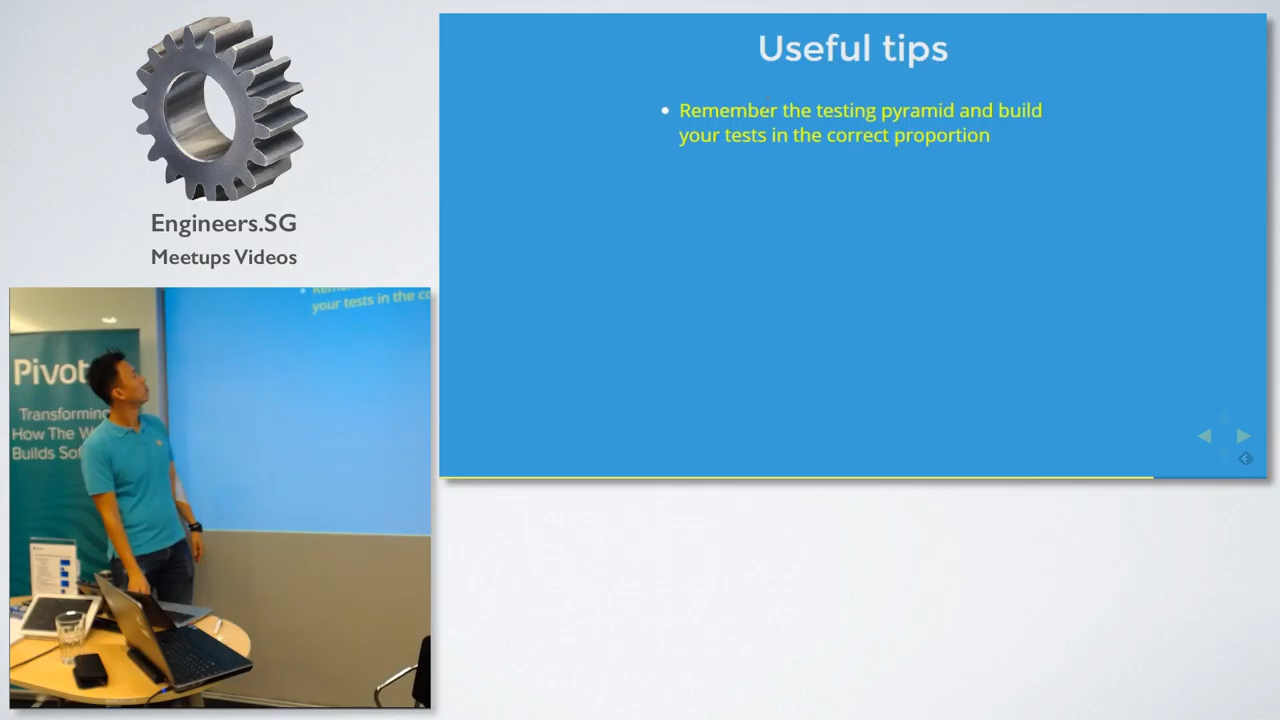 Engineers.SG
Meetups Videos
Useful tips
Remember the testing pyramid and build
your tests in the correct proportion
your tests in the
Pivot
Transforming
How The
Builds